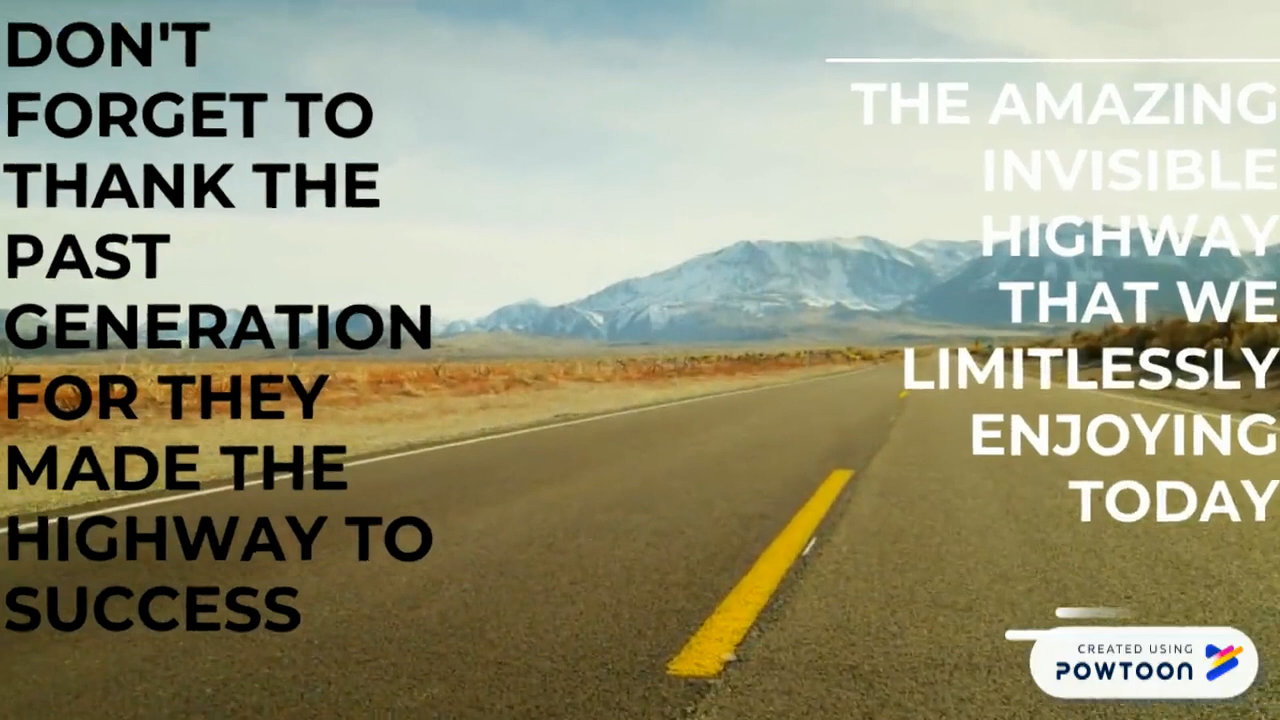 DON'T
FORGET TO
THANK THE
PAST
GENERATION
FOR THEY
MADE THE
HIGHWAY TO
SUCCESS
THE AMAZING
INVISIBLE
HIGHWAY
THAT WE
LIMITLESSLY
ENJOYING
TODAY
CREATED USING
POWTOON